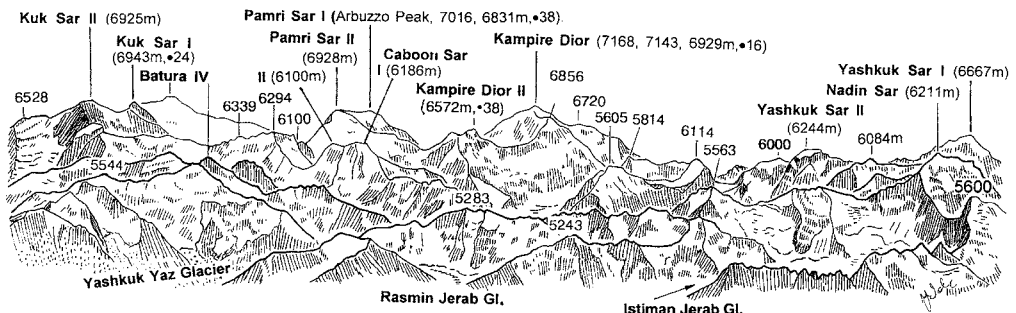 Kuk Sar II (6925m)
Kuk Sar I
(6943m,•24)
Batura IV
6528
Pamri Sar I (Arbuzzo Peak, 7016, 6831m,•38)
Pamri Sar II
(6928m)
II (6100m)
Caboon Sar
I (6186m)
6339
6294
6100
Kampire Dior (7168, 7143, 6929m,•16)
Kampire Dior II
(6572m,•38)
6856
6720
5605
5814
6114
5563
Yashkuk Sar I (6667m)
Nadin Sar (6211m)
Yashkuk Sar II
(6244m)
6000
6084m
5544
5283
5243
5600
Yashkuk Yaz Glacier
Rasmin Jerab Gl.
Istiman Jerab Gl.